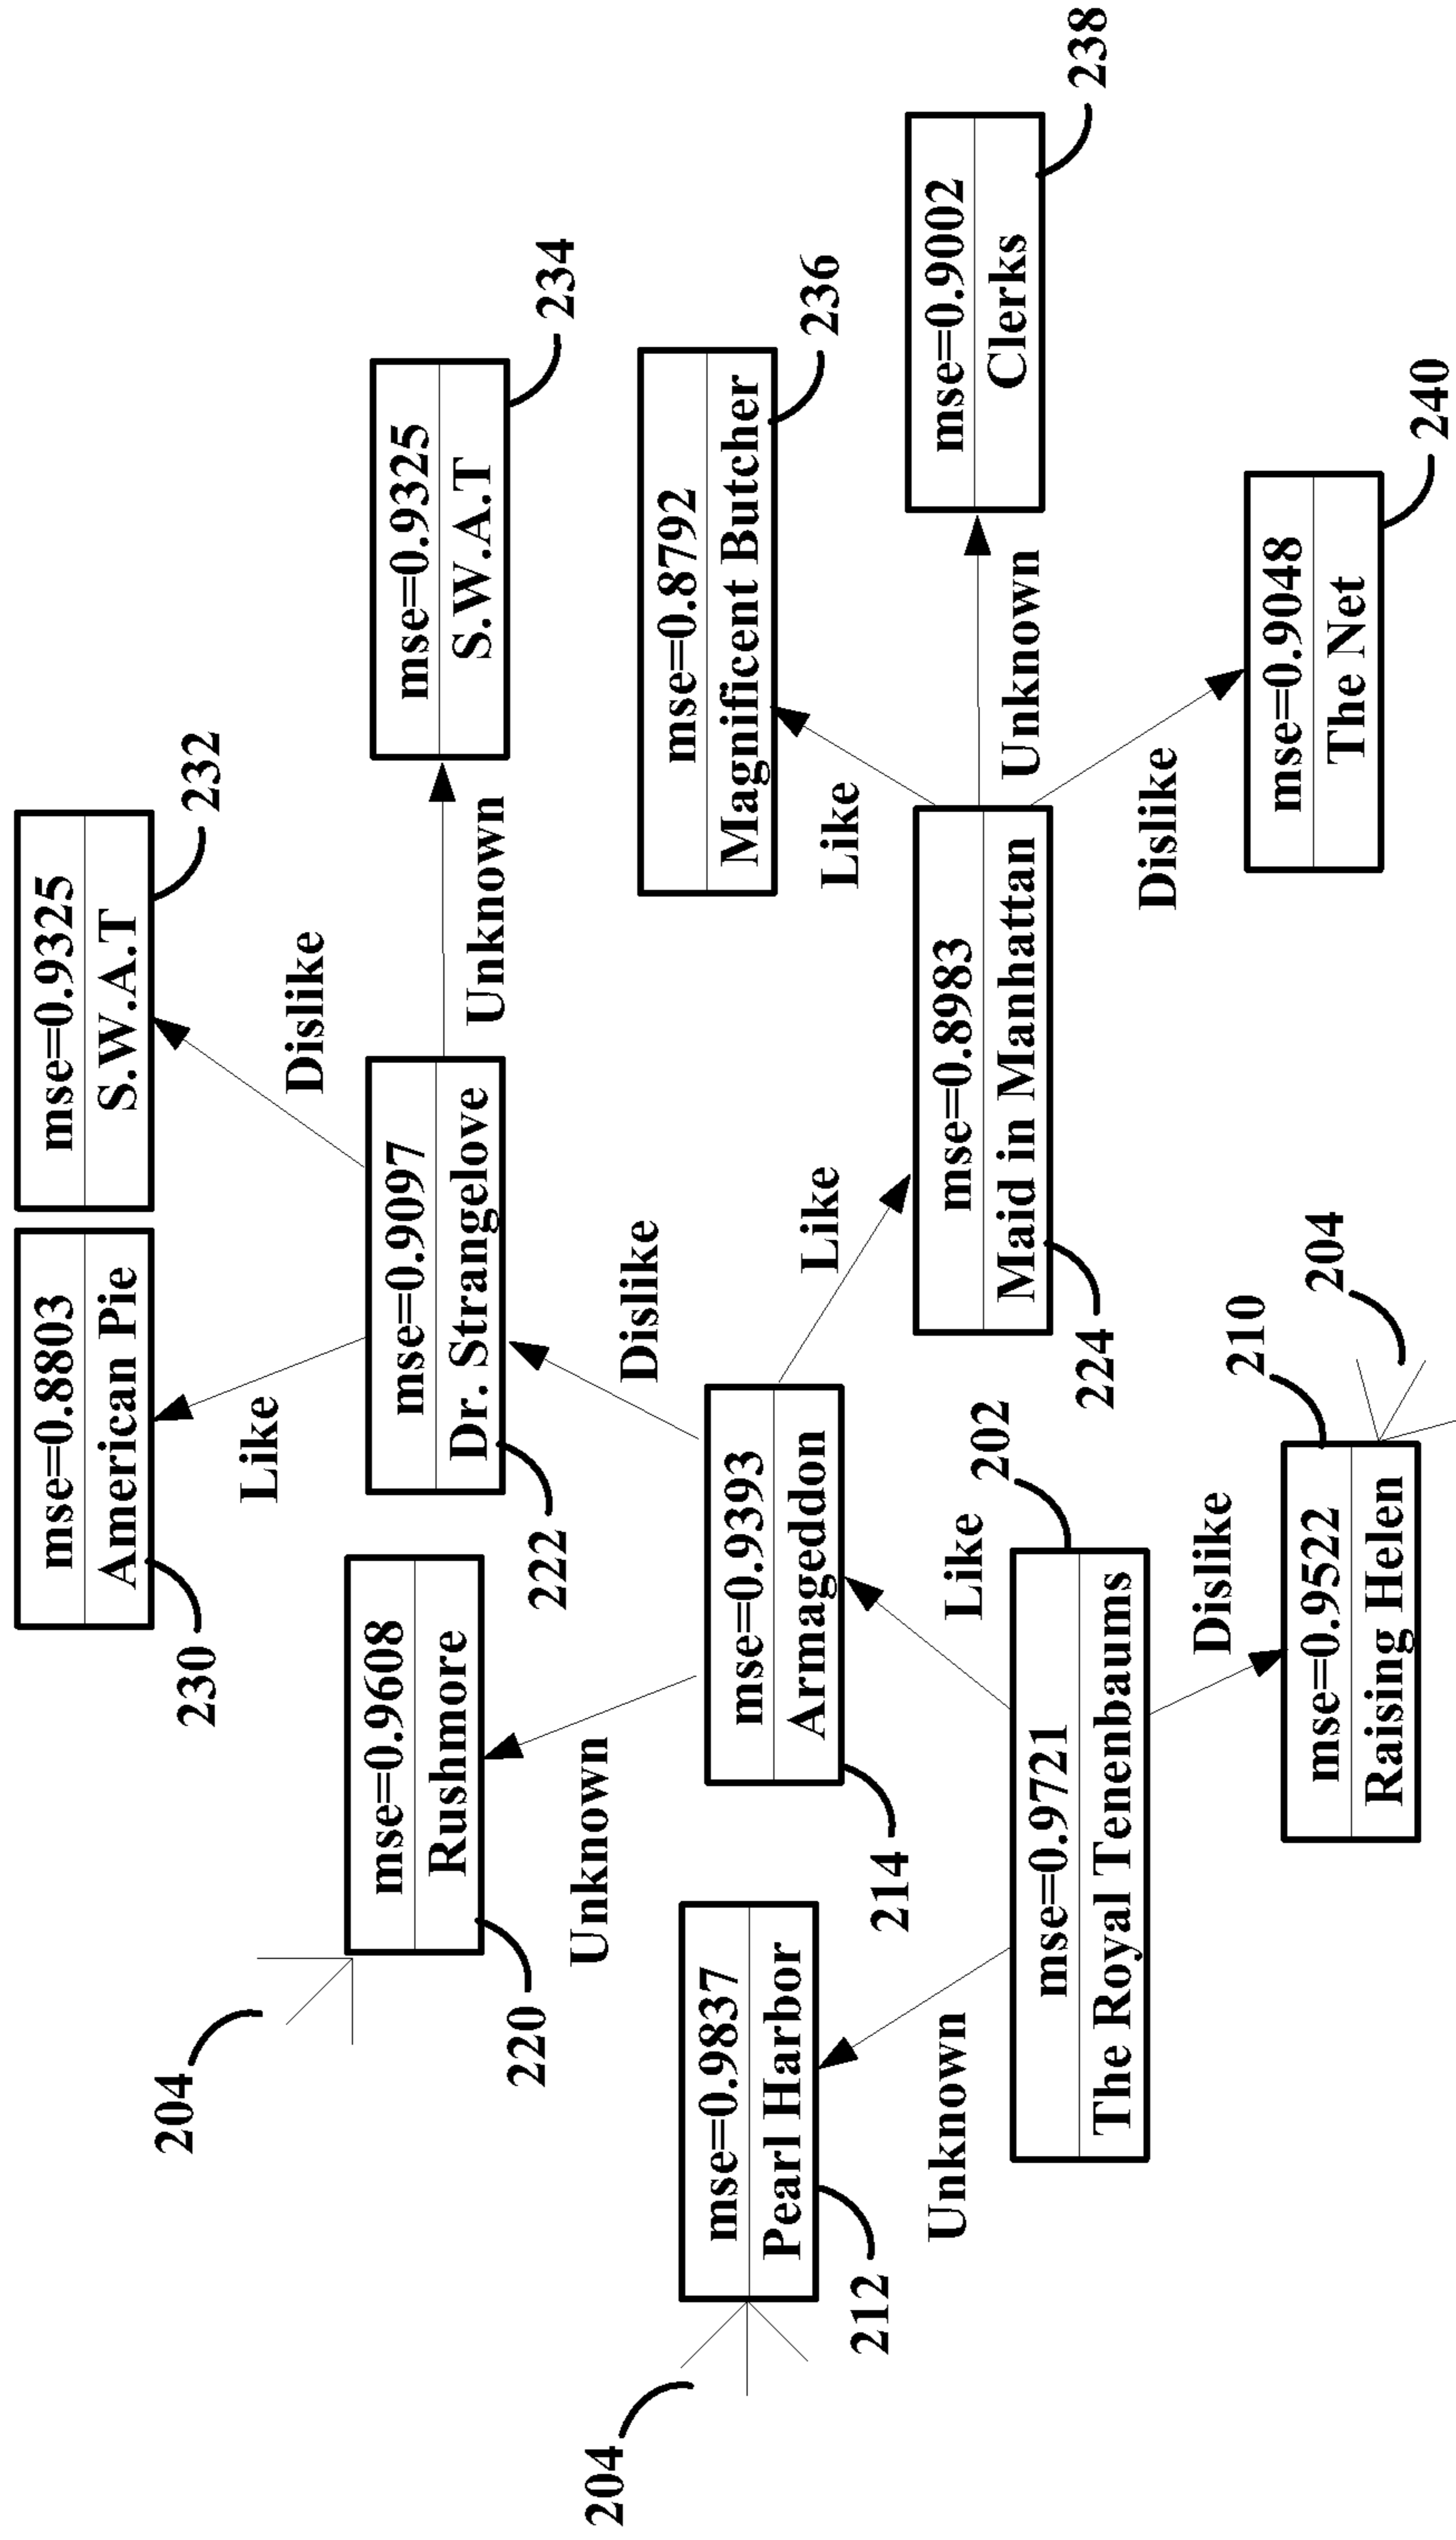 mse=0.8803
American Pie
230
mse=0.9325
S.W.A.T
232
Like
Dislike
204
mse=0.9608
Rushmore
220
mse=0.9097
Dr. Strangelove
222
Unknown
mse=0.9325
S.W.A.T
234
Unknown
Dislike
204
mse=0.9837
Pearl Harbor
212
mse=0.9393
Armageddon
214
Like
mse=0.8792
Magnificent Butcher
236
Like
Unknown
Like
202
mse=0.8983
Maid in Manhattan
224
Unknown
mse=0.9002
Clerks
238
mse=0.9721
The Royal Tenenbaums
Dislike
Dislike
210
204
mse=0.9522
Raising Helen
mse=0.9048
The Net
240